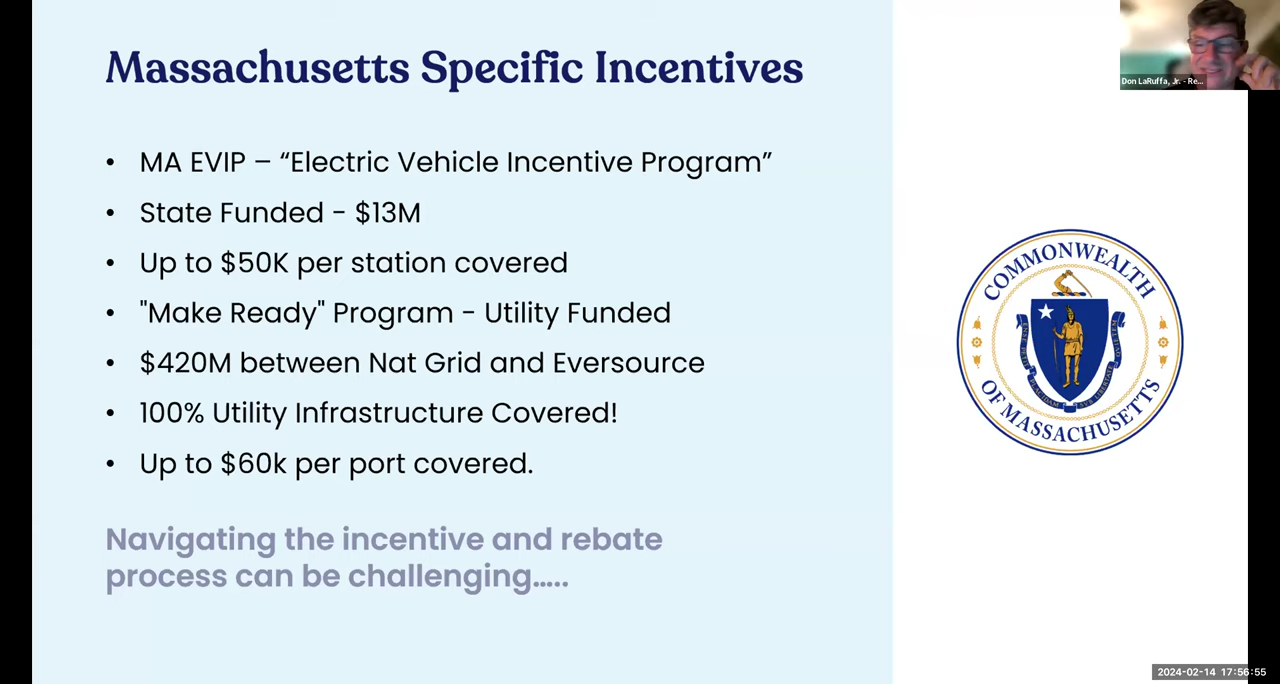 Massachusetts Specific Incentives
• MA EVIP – “Electric Vehicle Incentive Program”
• State Funded - $13M
• Up to $50K per station covered
• "Make Ready" Program - Utility Funded
• $420M between Nat Grid and Eversource
• 100% Utility Infrastructure Covered!
• Up to $60k per port covered.
Navigating the incentive and rebate
process can be challenging.....
COMMONWEALTH
OF MASSACHUSETTS
Don LaRuffa, Jr. - Re...
2024-02-14 17:56:55